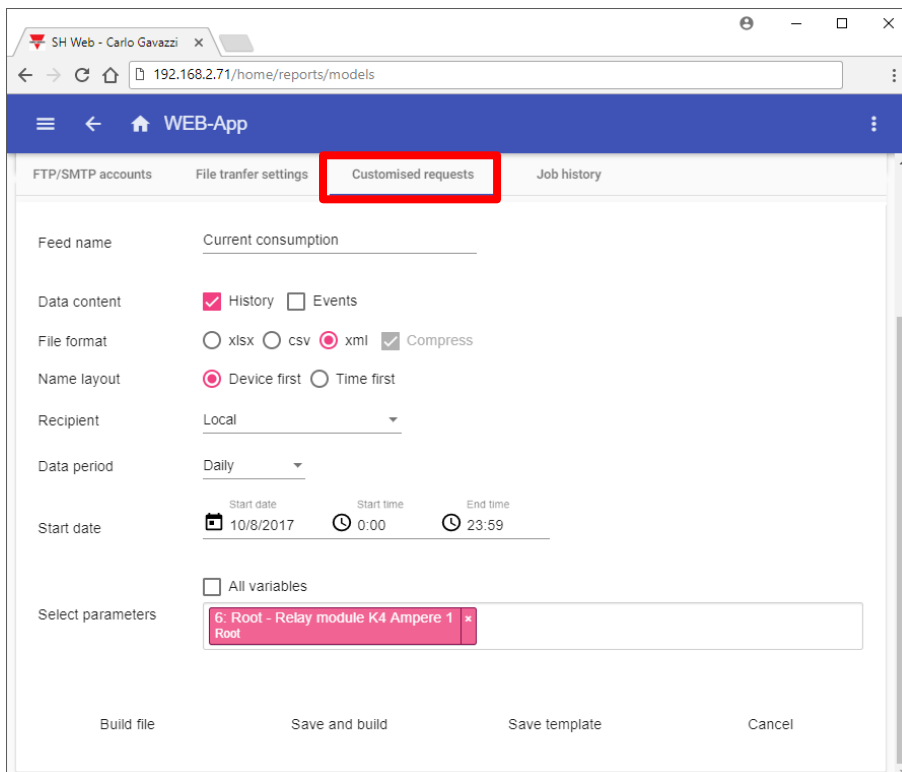 SH Web - Carlo Gavazzi
192.168.2.71/home/reports/models
WEB-App
FTP/SMTP accounts File tranfer settings Customised requests Job history
Feed name Current consumption
Data content History Events
File format xlsx csv xml Compress
Name layout Device first Time first
Recipient Local
Data period Daily
Start date Start time End time
Start date 10/8/2017 0:00 23:59
All variables
Select parameters 6: Root - Relay module K4 Ampere 1 ×
Root
Build file Save and build Save template Cancel